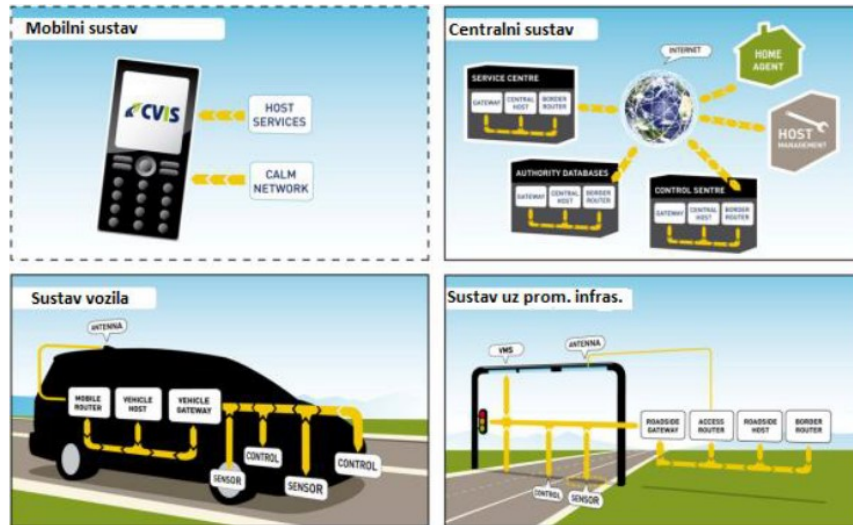 Mobilni sustav
CVIS
HOST
SERVICES
CALM
NETWORK
Centralni sustav
INTERNET
HOME
AGENT
SERVICE CENTRE
GATEWAY
CENTRAL
HOST
BORDER
ROUTER
HOST
MANAGEMENT
AUTHORITY DATABASES
GATEWAY
CENTRAL
HOST
BORDER
ROUTER
CONTROL SENTRE
GATEWAY
CENTRAL
HOST
BORDER
ROUTER
Sustav vozila
ANTENNA
MOBILE
ROUTER
VEHICLE
HOST
VEHICLE
GATEWAY
SENSOR
CONTROL
SENSOR
CONTROL
Sustav uz prom. infras.
VMS
ANTENNA
ROADSIDE
GATEWAY
ACCESS
ROUTER
ROADSIDE
HOST
BORDER
ROUTER
CONTROL
SENSOR